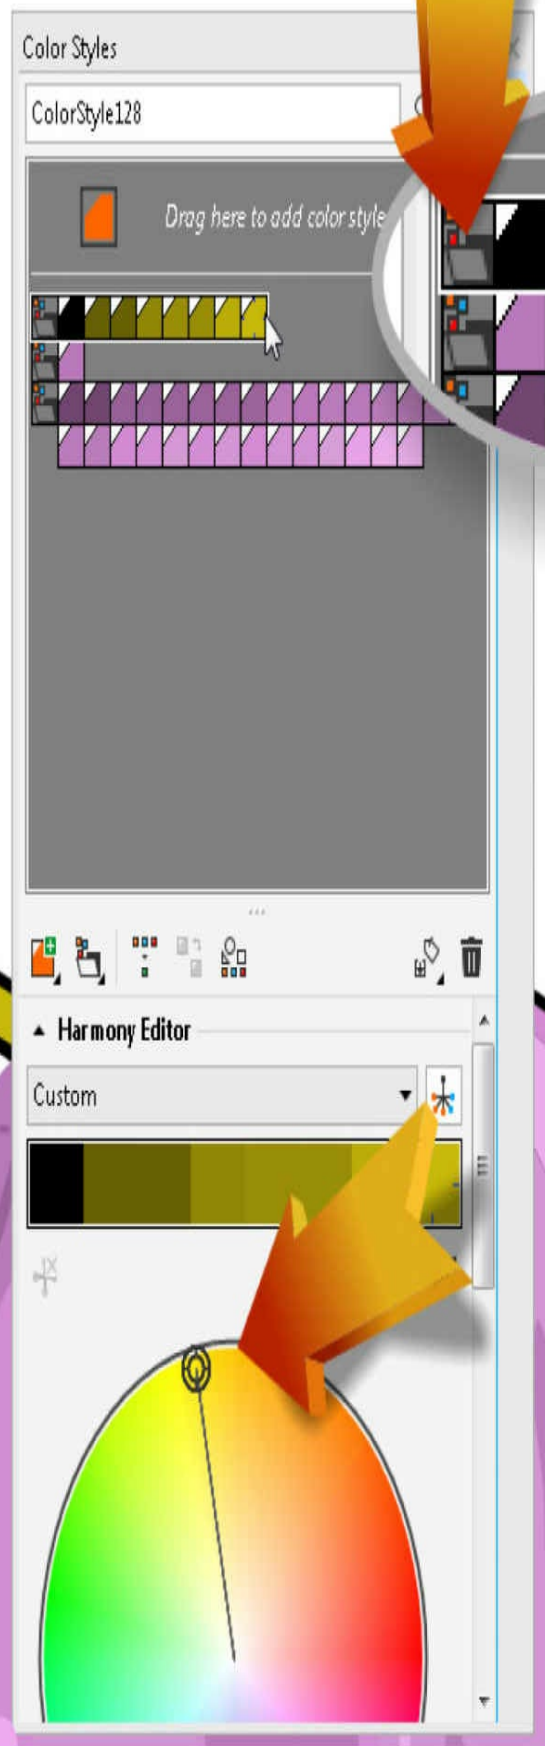 Color Styles
ColorStyle128
Drag here to add color style
Harmony Editor
Custom